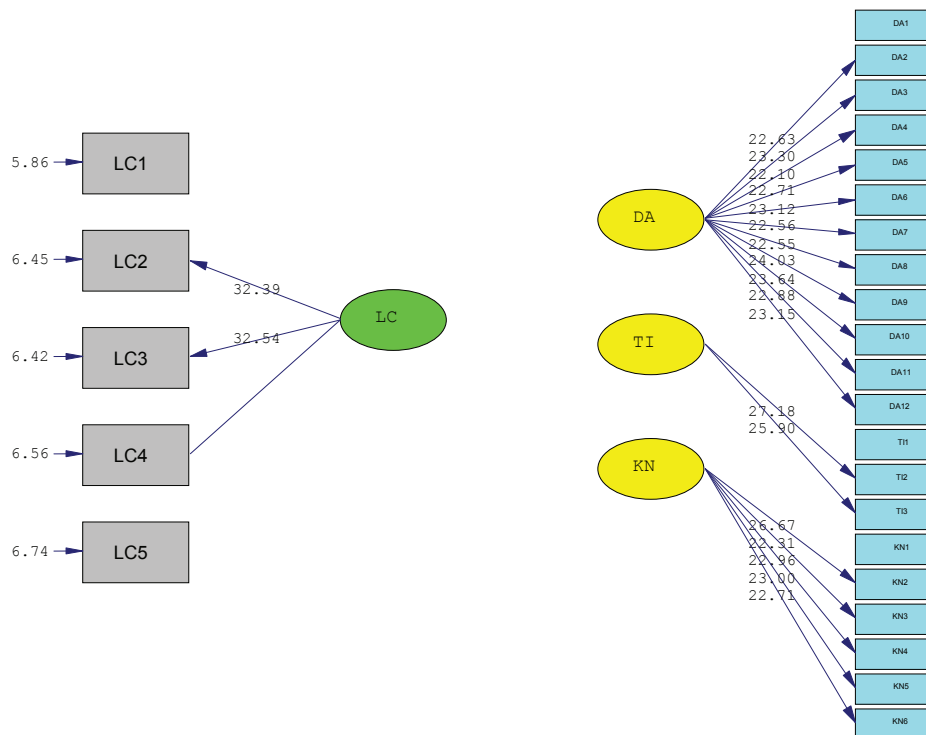 5.86
LC1
6.45
LC2
6.42
LC3
6.56
LC4
6.74
LC5
32.39
32.54
LC
DA
TI
KN
22.63
23.30
22.10
22.71
23.12
22.56
22.55
24.03
23.64
22.88
23.15
27.18
25.90
26.67
22.31
22.96
23.00
22.71
DA1
DA2
DA3
DA4
DA5
DA6
DA7
DA8
DA9
DA10
DA11
DA12
TI1
TI2
TI3
KN1
KN2
KN3
KN4
KN5
KN6